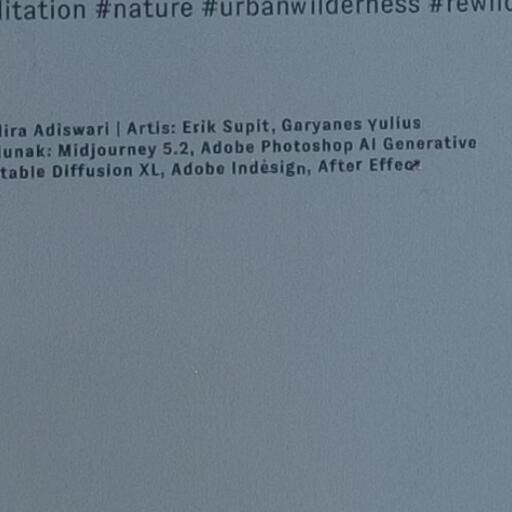 litation #nature #urbanwilderness #rewild
lira Adiswari | Artis: Erik Supit, Garyanes Yulius
lunak: Midjourney 5.2, Adobe Photoshop AI Generative
table Diffusion XL, Adobe Indesign, After Effec